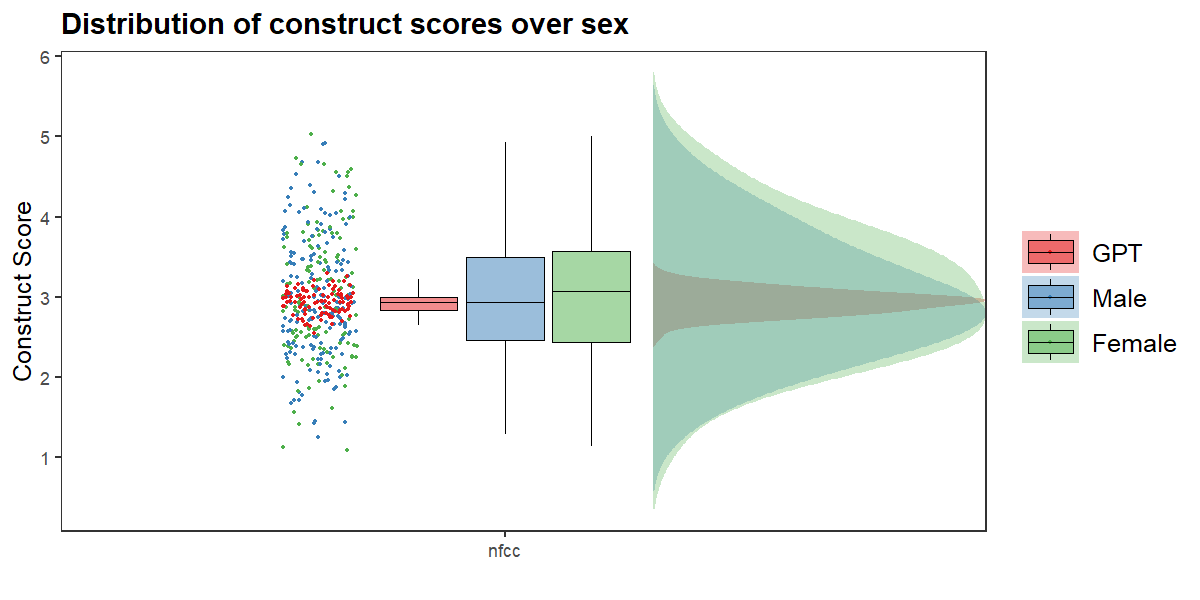 Distribution of construct scores over sex
Construct Score
6
5
4
3
2
1
nfcc
GPT
Male
Female